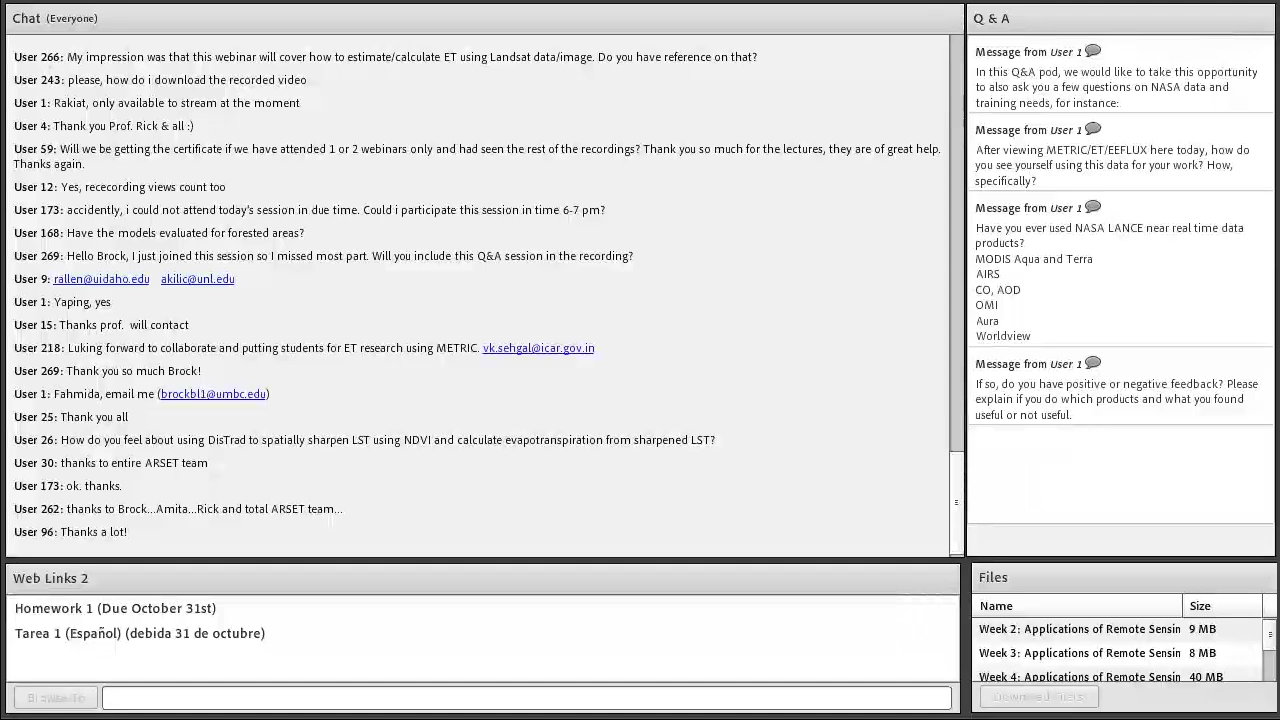 Chat (Everyone)
User 266: My impression was that this webinar will cover how to estimate/calculate ET using Landsat data/image. Do you have reference on that?
User 243: please, how do i download the recorded video
User 1: Rakiat, only available to stream at the moment
User 4: Thank you Prof. Rick & all :)
User 59: Will we be getting the certificate if we have attended 1 or 2 webinars only and had seen the rest of the recordings? Thank you so much for the lectures, they are of great help.
Thanks again.
User 12: Yes, rececording views count too
User 173: accidently, i could not attend today's session in due time. Could i participate this session in time 6-7 pm?
User 168: Have the models evaluated for forested areas?
User 269: Hello Brock, I just joined this session so I missed most part. Will you include this Q&A session in the recording?
User 9: rallen@uidaho.edu akilic@unl.edu
User 1: Yaping, yes
User 15: Thanks prof. will contact
User 218: Luking forward to collaborate and putting students for ET research using METRIC. vk.sehgal@icar.gov.in
User 269: Thank you so much Brock!
User 1: Fahmida, email me (brockbl1@umbc.edu)
User 25: Thank you all
User 26: How do you feel about using DisTrad to spatially sharpen LST using NDVI and calculate evapotranspiration from sharpened LST?
User 30: thanks to entire ARSET team
User 173: ok. thanks.
User 262: thanks to Brock...Amita...Rick and total ARSET team...
User 96: Thanks a lot!
Q & A
Message from User 1
In this Q&A pod, we would like to take this opportunity
to also ask you a few questions on NASA data and
training needs, for instance:
Message from User 1
After viewing METRIC/ET/EEFLUX here today, how do
you see yourself using this data for your work? How,
specifically?
Message from User 1
Have you ever used NASA LANCE near real time data
products?
MODIS Aqua and Terra
AIRS
CO, AOD
OMI
Aura
Worldview
Message from User 1
If so, do you have positive or negative feedback? Please
explain if you do which products and what you found
useful or not useful.
Web Links 2
Homework 1 (Due October 31st)
Tarea 1 (Español) (debida 31 de octubre)
Browse To
Files
Name Size
Week 2: Applications of Remote Sensin 9 MB
Week 3: Applications of Remote Sensin 8 MB
Week 4: Applications of Remote Sensin 40 MB
Download Files